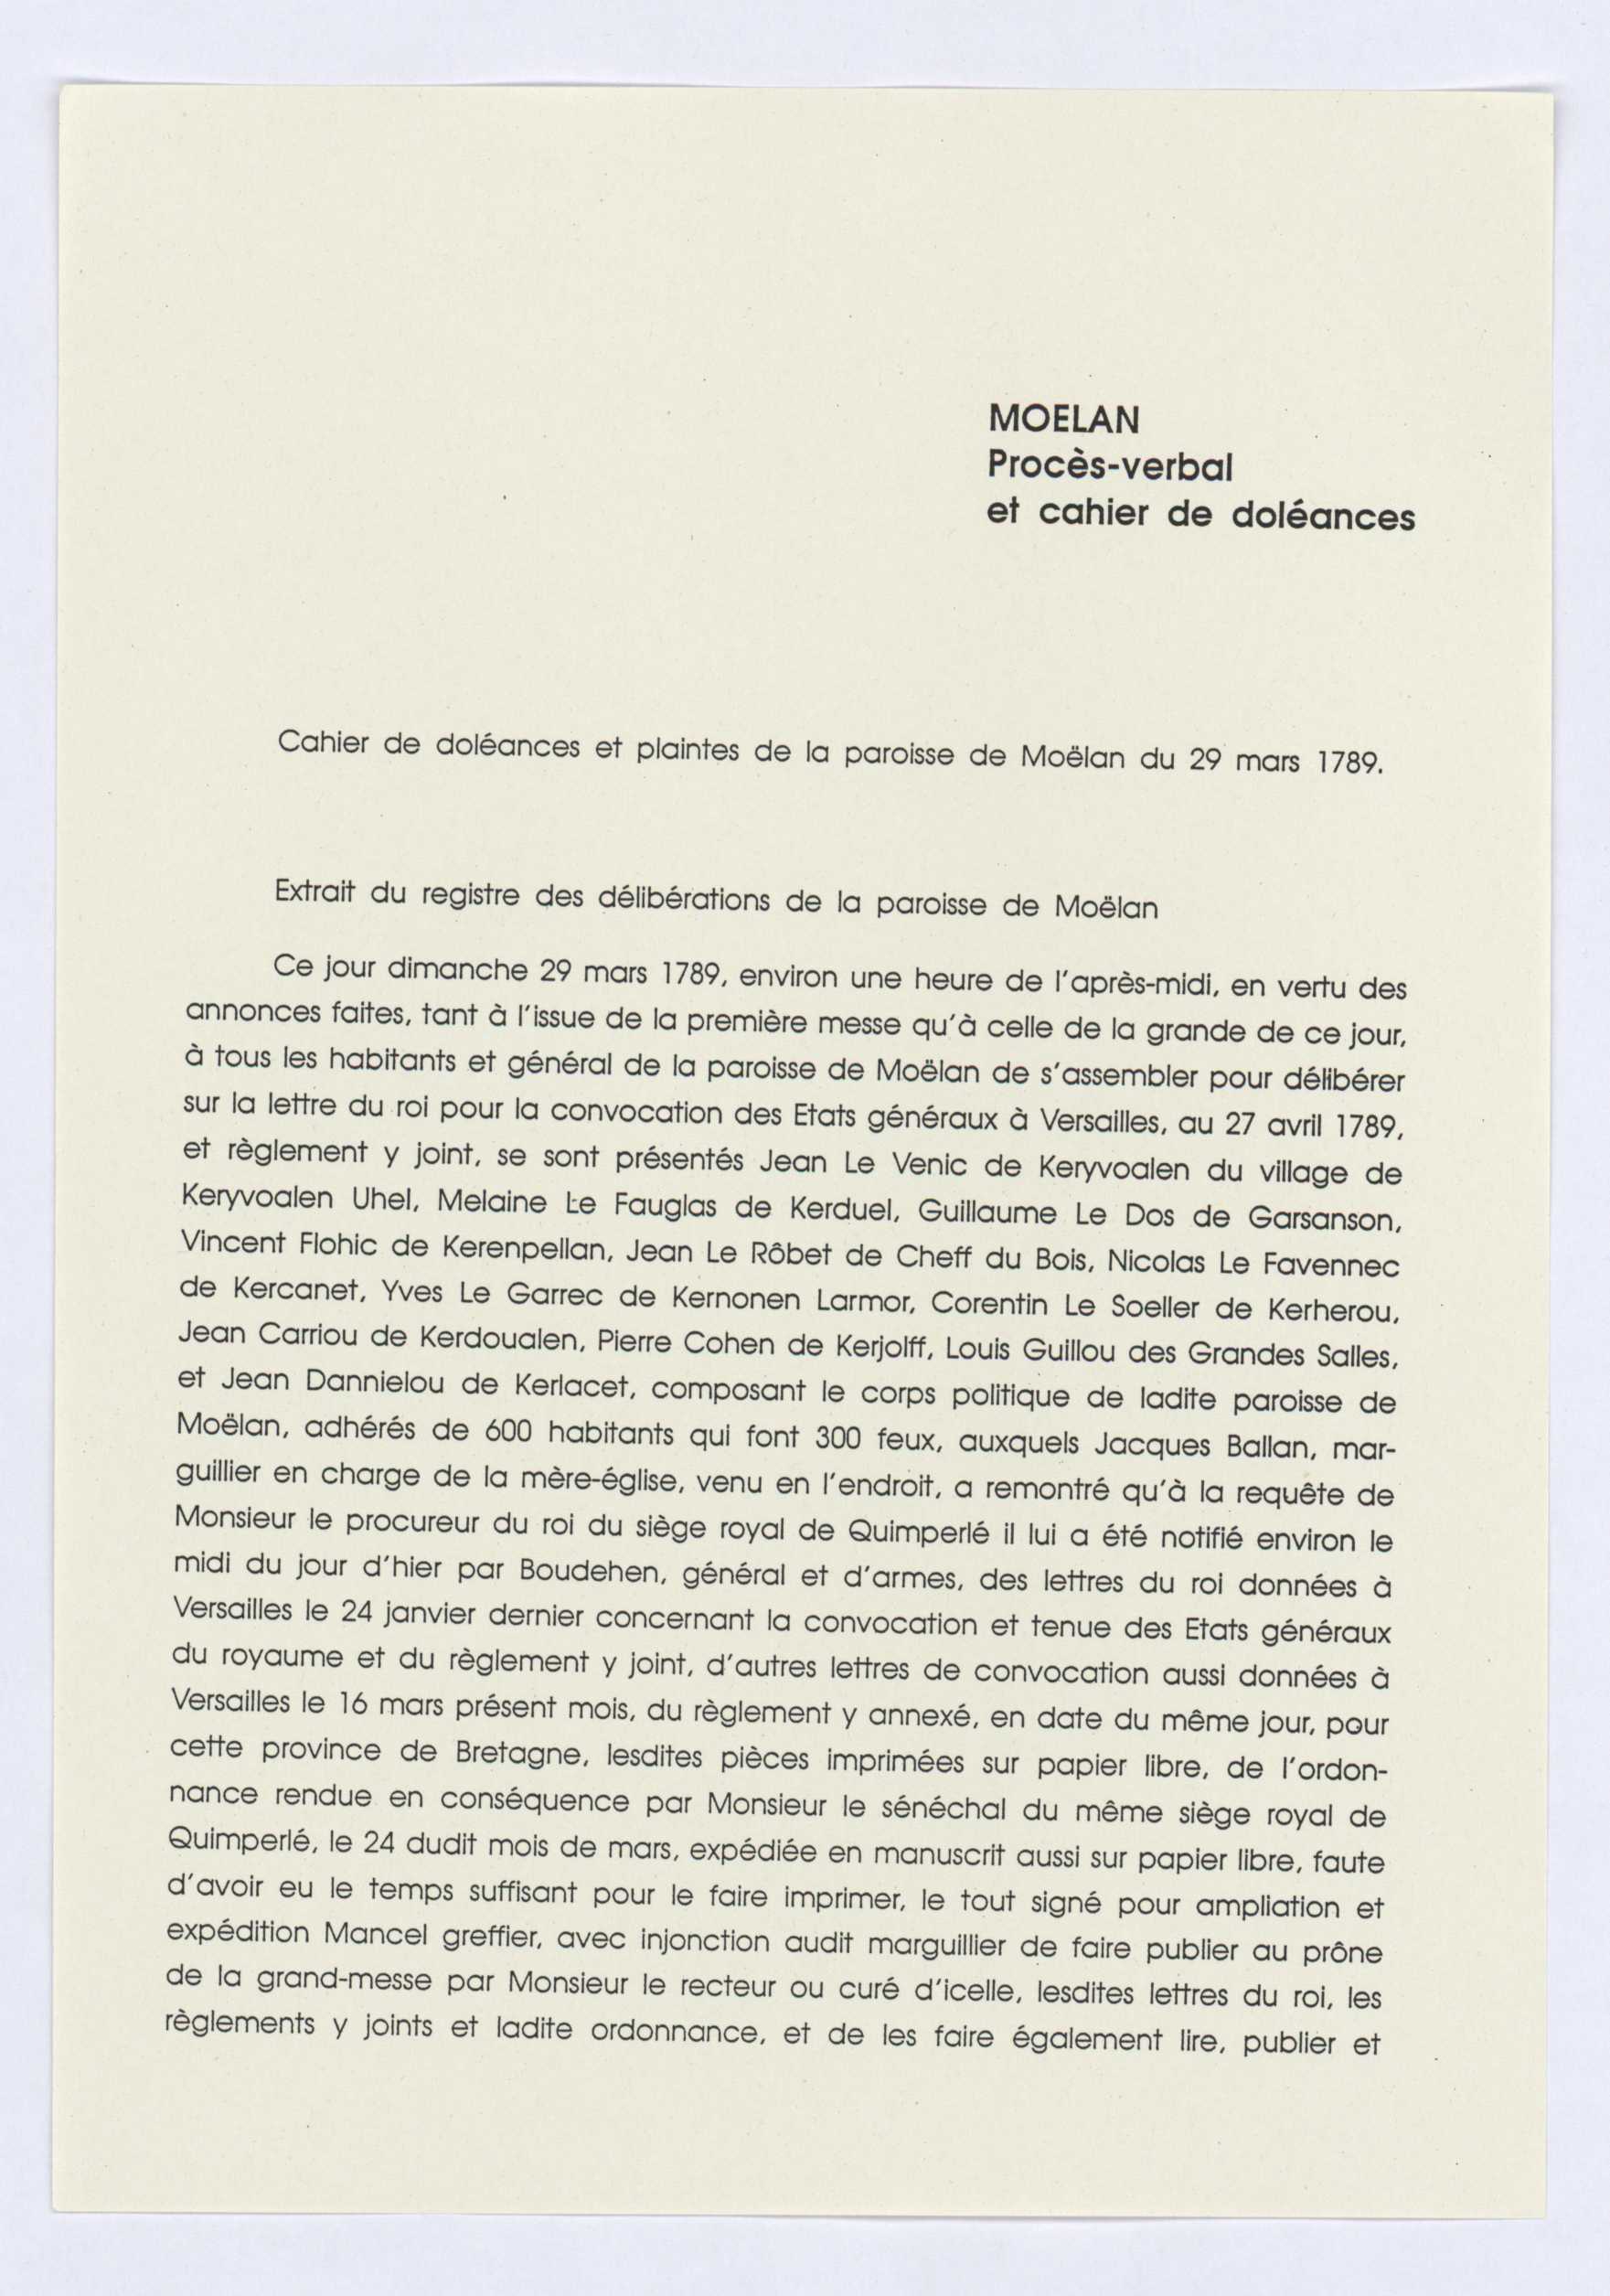 MOELAN
Procès-verbal
et cahier de doléances
Cahier de doléances et plaintes de la paroisse de Moëlan du 29 mars 1789.
Extrait du registre des délibérations de la paroisse de Moëlan
Ce jour dimanche 29 mars 1789, environ une heure de l'après-midi, en vertu des
annonces faites, tant à l'issue de la première messe qu'à celle de la grande de ce jour,
à tous les habitants et général de la paroisse de Moëlan de s'assembler pour délibérer
sur la lettre du roi pour la convocation des Etats généraux à Versailles, au 27 avril 1789,
et règlement y joint, se sont présentés Jean Le Venic de Keryvoalen du village de
Keryvoalen Uhel, Melaine Le Fauglas de Kerduel, Guillaume Le Dos de Garsanson,
Vincent Flohic de Kerenpellan, Jean Le Rôbet de Cheff du Bois, Nicolas Le Favennec
de Kercanet, Yves Le Garrec de Kernonen Larmor, Corentin Le Soeller de Kerherou,
Jean Carriou de Kerdoualen, Pierre Cohen de Kerjolff, Louis Guillou des Grandes Salles,
et Jean Dannielou de Kerlacet, composant le corps politique de ladite paroisse de
Moëlan, adhérés de 600 habitants qui font 300 feux, auxquels Jacques Ballan, mar-
guillier en charge de la mère-église, venu en l'endroit, a remontré qu'à la requête de
Monsieur le procureur du roi du siège royal de Quimperlé il lui a été notifié environ le
midi du jour d'hier par Boudehen, général et d'armes, des lettres du roi données à
Versailles le 24 janvier dernier concernant la convocation et tenue des Etats généraux
du royaume et du règlement y joint, d'autres lettres de convocation aussi données à
Versailles le 16 mars présent mois, du règlement y annexé, en date du même jour, pour
cette province de Bretagne, lesdites pièces imprimées sur papier libre, de l'ordon-
nance rendue en conséquence par Monsieur le sénéchal du même siège royal de
Quimperlé, le 24 dudit mois de mars, expédiée en manuscrit aussi sur papier libre, faute
d'avoir eu le temps suffisant pour le faire imprimer, le tout signé pour ampliation et
expédition Mancel greffier, avec injonction audit marguillier de faire publier au prône
de la grand-messe par Monsieur le recteur ou curé d'icelle, lesdites lettres du roi, les
règlements y joints et ladite ordonnance, et de les faire également lire, publier et